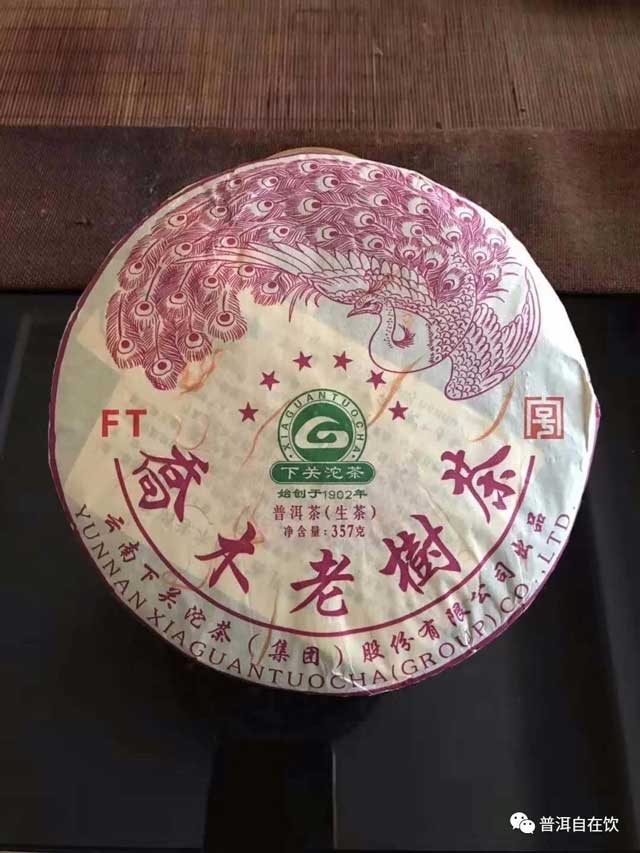 FT
XIAGUANTUOCHA
下关沱茶
始创于1902年
普洱茶(生茶)
净含量:357克
喬木老樹茶
云南下关沱茶(集团)股份有限公司出品
YUNNAN XIAGUANTUOCHA(GROUP)CO.,LTD.
普洱自在饮